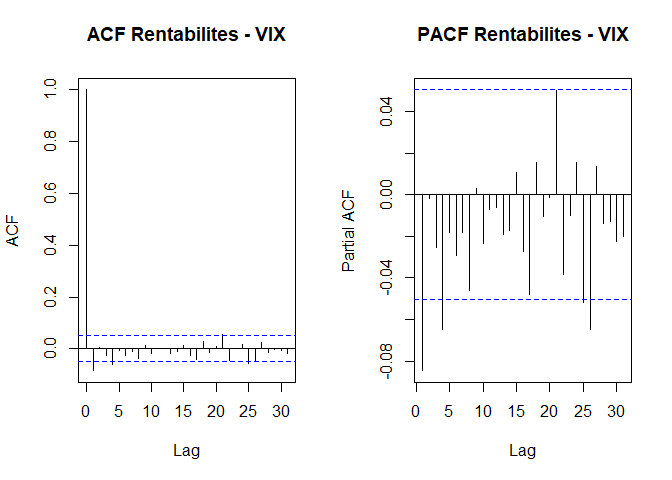 ACF Rentabilites - VIX
ACF
0.0 0.2 0.4 0.6 0.8 1.0
0 5 10 15 20 25 30
Lag
PACF Rentabilites - VIX
Partial ACF
-0.08 -0.04 0.00 0.04
0 5 10 15 20 25 30
Lag